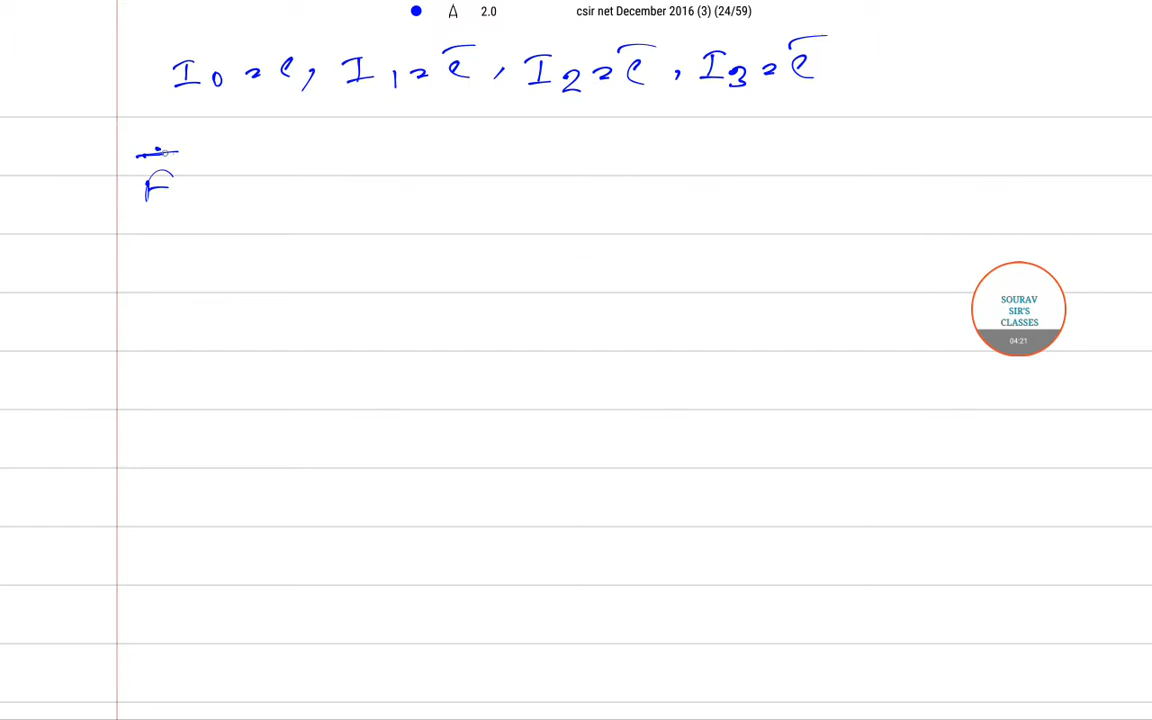 2.0 csir net December 2016 (3) (24/59)
I₀ = C, I₁ = C̅, I₂ = C̅, I₃ = C̅
F
SOURAV
SIR'S
CLASSES
04:21